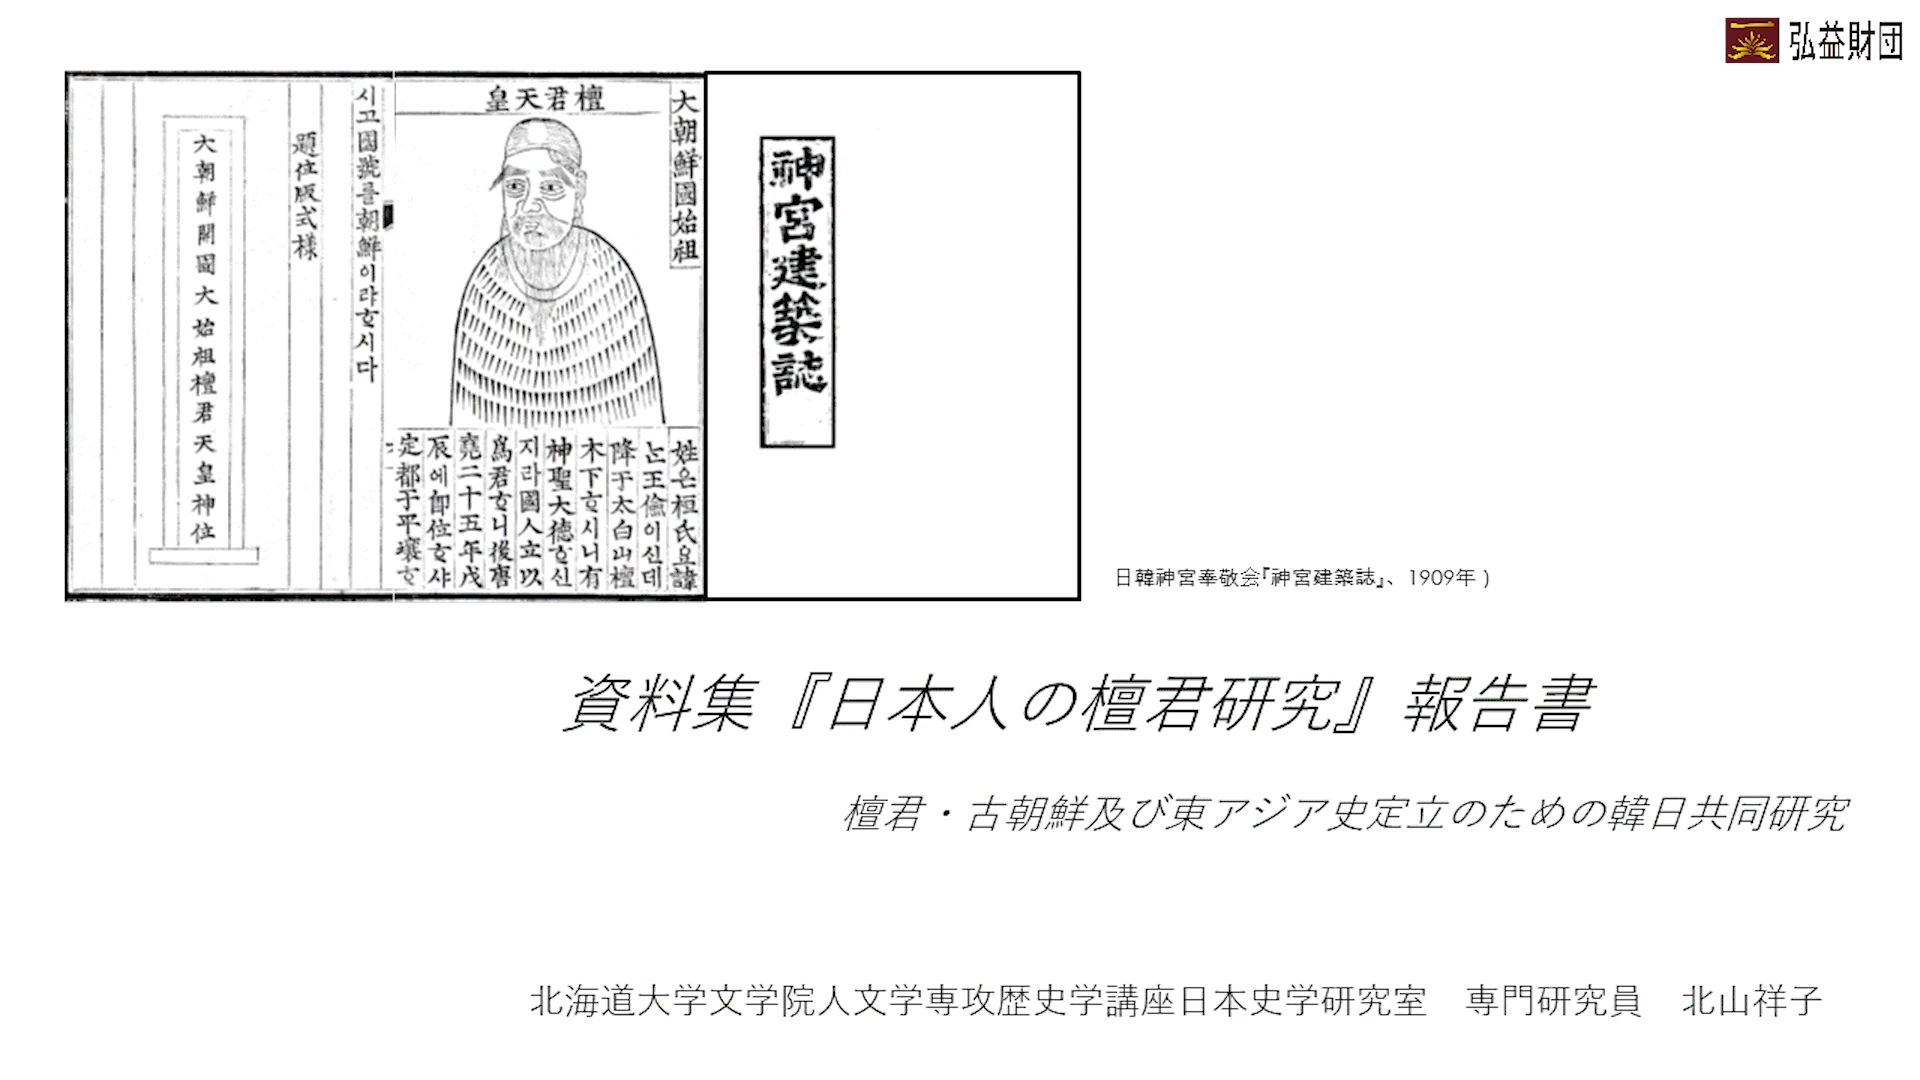 弘益財団
神宮建築誌
大朝鮮國始祖
皇天君檀
姓은桓氏요諱
는王儉이신데
降于太白山檀
木下ᄒᆞ시니有
神聖大德ᄒᆞ신
지라國人立以
爲君ᄒᆞ니後唐
堯二十五年戊
辰에卽位ᄒᆞ샤
定都于平壤ᄒᆞ
시고國號를朝鮮이라ᄒᆞ시다
題位版式樣
大朝鮮開國大始祖檀君天皇神位
日韓神宮奉敬会『神宮建築誌』、1909年 )
資料集『日本人の檀君研究』報告書
檀君・古朝鮮及び東アジア史定立のための韓日共同研究
北海道大学文学院人文学専攻歴史学講座日本史学研究室　専門研究員　北山祥子